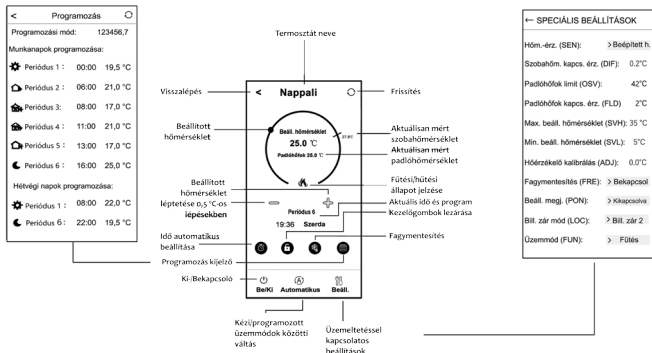 < Programozás
Programozási mód: 123456,7
Munkanapok programozása:
Periódus 1 : 00:00 19,5 °C
Periódus 2 : 06:00 21,0 °C
Periódus 3: 08:00 17,0 °C
Periódus 4 : 11:00 21,0 °C
Periódus 5 : 13:00 17,0 °C
Periódus 6 : 16:00 25,0 °C
Hétvégi napok programozása:
Periódus 1 : 08:00 22,0 °C
Periódus 6 : 22:00 19,5 °C
Termosztát neve
Visszalépés
< Nappali
Frissítés
Beállított
hőmérséklet
Beáll. hőmérséklet
25.0 °C
Padlóhőfok 25.0 °C
27.0°C
Aktuálisan mért
szobahőmérséklet
Aktuálisan mért
padlóhőmérséklet
Beállított
hőmérséklet
léptetése 0,5 °C-os
lépésekben
Fűtési/hűtési
állapot jelzése
Aktuális idő és program
Kezelőgombok lezárása
Periódus 6
19:36 Szerda
Idő automatikus
beállítása
Fagymentesítés
Programozás kijelző
Ki-/Bekapcsoló
Be/Ki Automatikus Beáll.
Kézi/programozott
üzemmódok közötti
váltás
Üzemeltetéssel
kapcsolatos
beállítások
← SPECIÁLIS BEÁLLÍTÁSOK
Hőm.-érz. (SEN): > Beépített h.
Szobahőm. kapcs. érz. (DIF): 0.2°C
Padlóhőfok limit (OSV): 42°C
Padlóhőfok kapcs. érz. (FLD) 2°C
Max. beáll. hőmérséklet (SVH): 35 °C
Min. beáll. hőmérséklet (SVL): 5°C
Hőérzékelő kalibrálás (ADJ): 0.0°C
Fagymentesítés (FRE): > Bekapcsol
Beáll. megj. (PON): > Kikapcsolva
Bill. zár mód (LOC): > Bill. zár 2
Üzemmód (FUN): > Fűtés